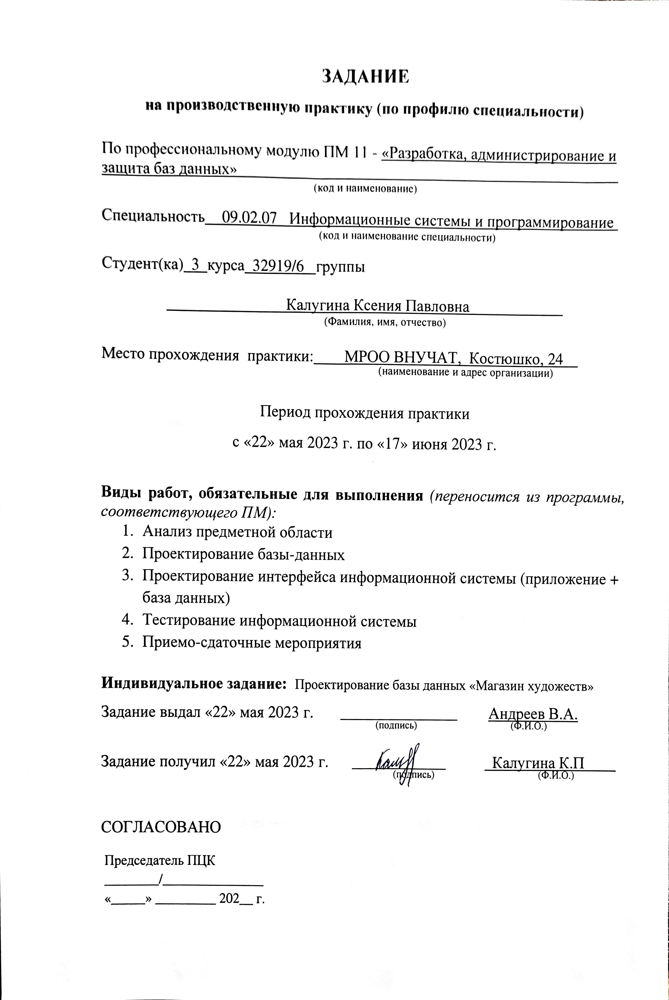 ЗАДАНИЕ
на производственную практику (по профилю специальности)
По профессиональному модулю ПМ 11 - «Разработка, администрирование и
защита баз данных»
(код и наименование)
Специальность 09.02.07 Информационные системы и программирование
(код и наименование специальности)
Студент(ка) 3 курса 32919/6 группы
Калугина Ксения Павловна
(Фамилия, имя, отчество)
Место прохождения практики: МРОО ВНУЧАТ, Костюшко, 24
(наименование и адрес организации)
Период прохождения практики
с «22» мая 2023 г. по «17» июня 2023 г.
Виды работ, обязательные для выполнения (переносится из программы,
соответствующего ПМ):
1. Анализ предметной области
2. Проектирование базы-данных
3. Проектирование интерфейса информационной системы (приложение +
база данных)
4. Тестирование информационной системы
5. Приемо-сдаточные мероприятия
Индивидуальное задание: Проектирование базы данных «Магазин художеств»
Задание выдал «22» мая 2023 г. ______ Андреев В.А.
(подпись) (Ф.И.О.)
Задание получил «22» мая 2023 г. Калугина К.П
(подпись) (Ф.И.О.)
СОГЛАСОВАНО
Председатель ПЦК
______/___________
«____» _______ 202__ г.